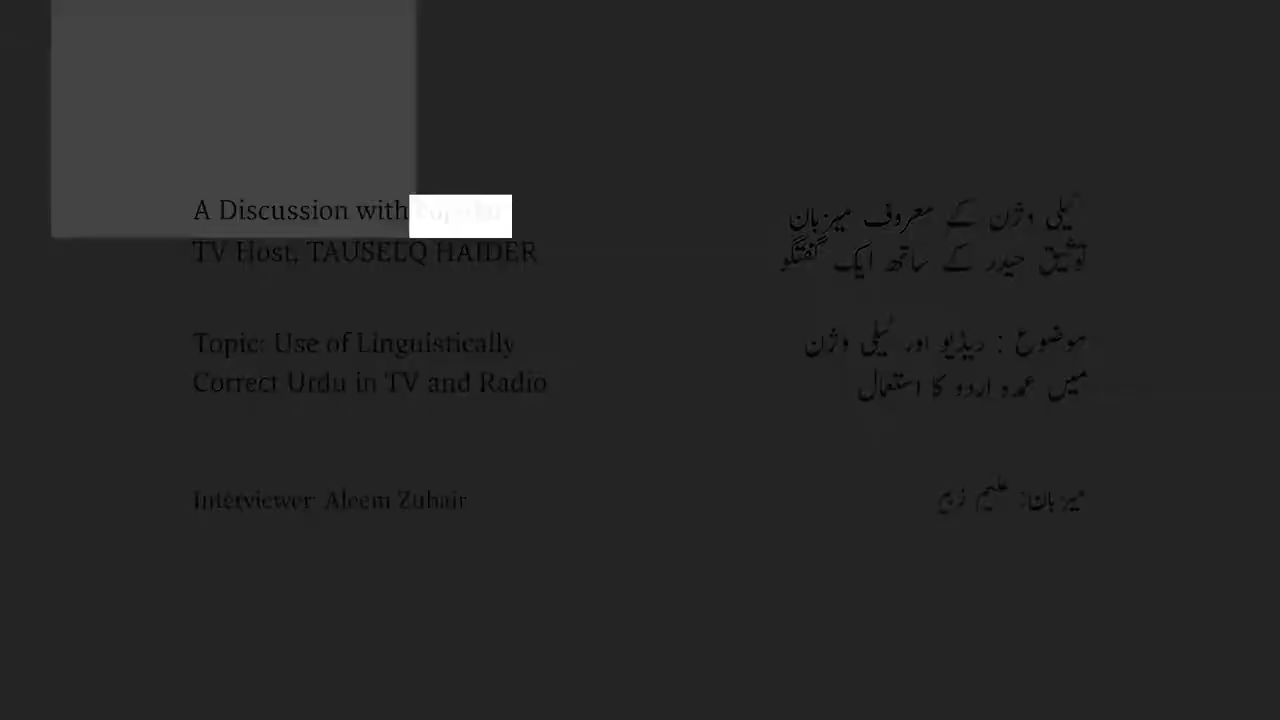 A Discussion with popular
TV Host, TAUSEEQ HAIDER
Topic: Use of Linguistically
Correct Urdu in TV and Radio
Interviewer: Aleem Zubair
ٹیلی وژن کے معروف میزبان
توثیق حیدر کے ساتھ ایک گفتگو
موضوع : ریڈیو اور ٹیلی وژن
میں عمدہ اردو کا استعمال
میزبان: علیم زبیر